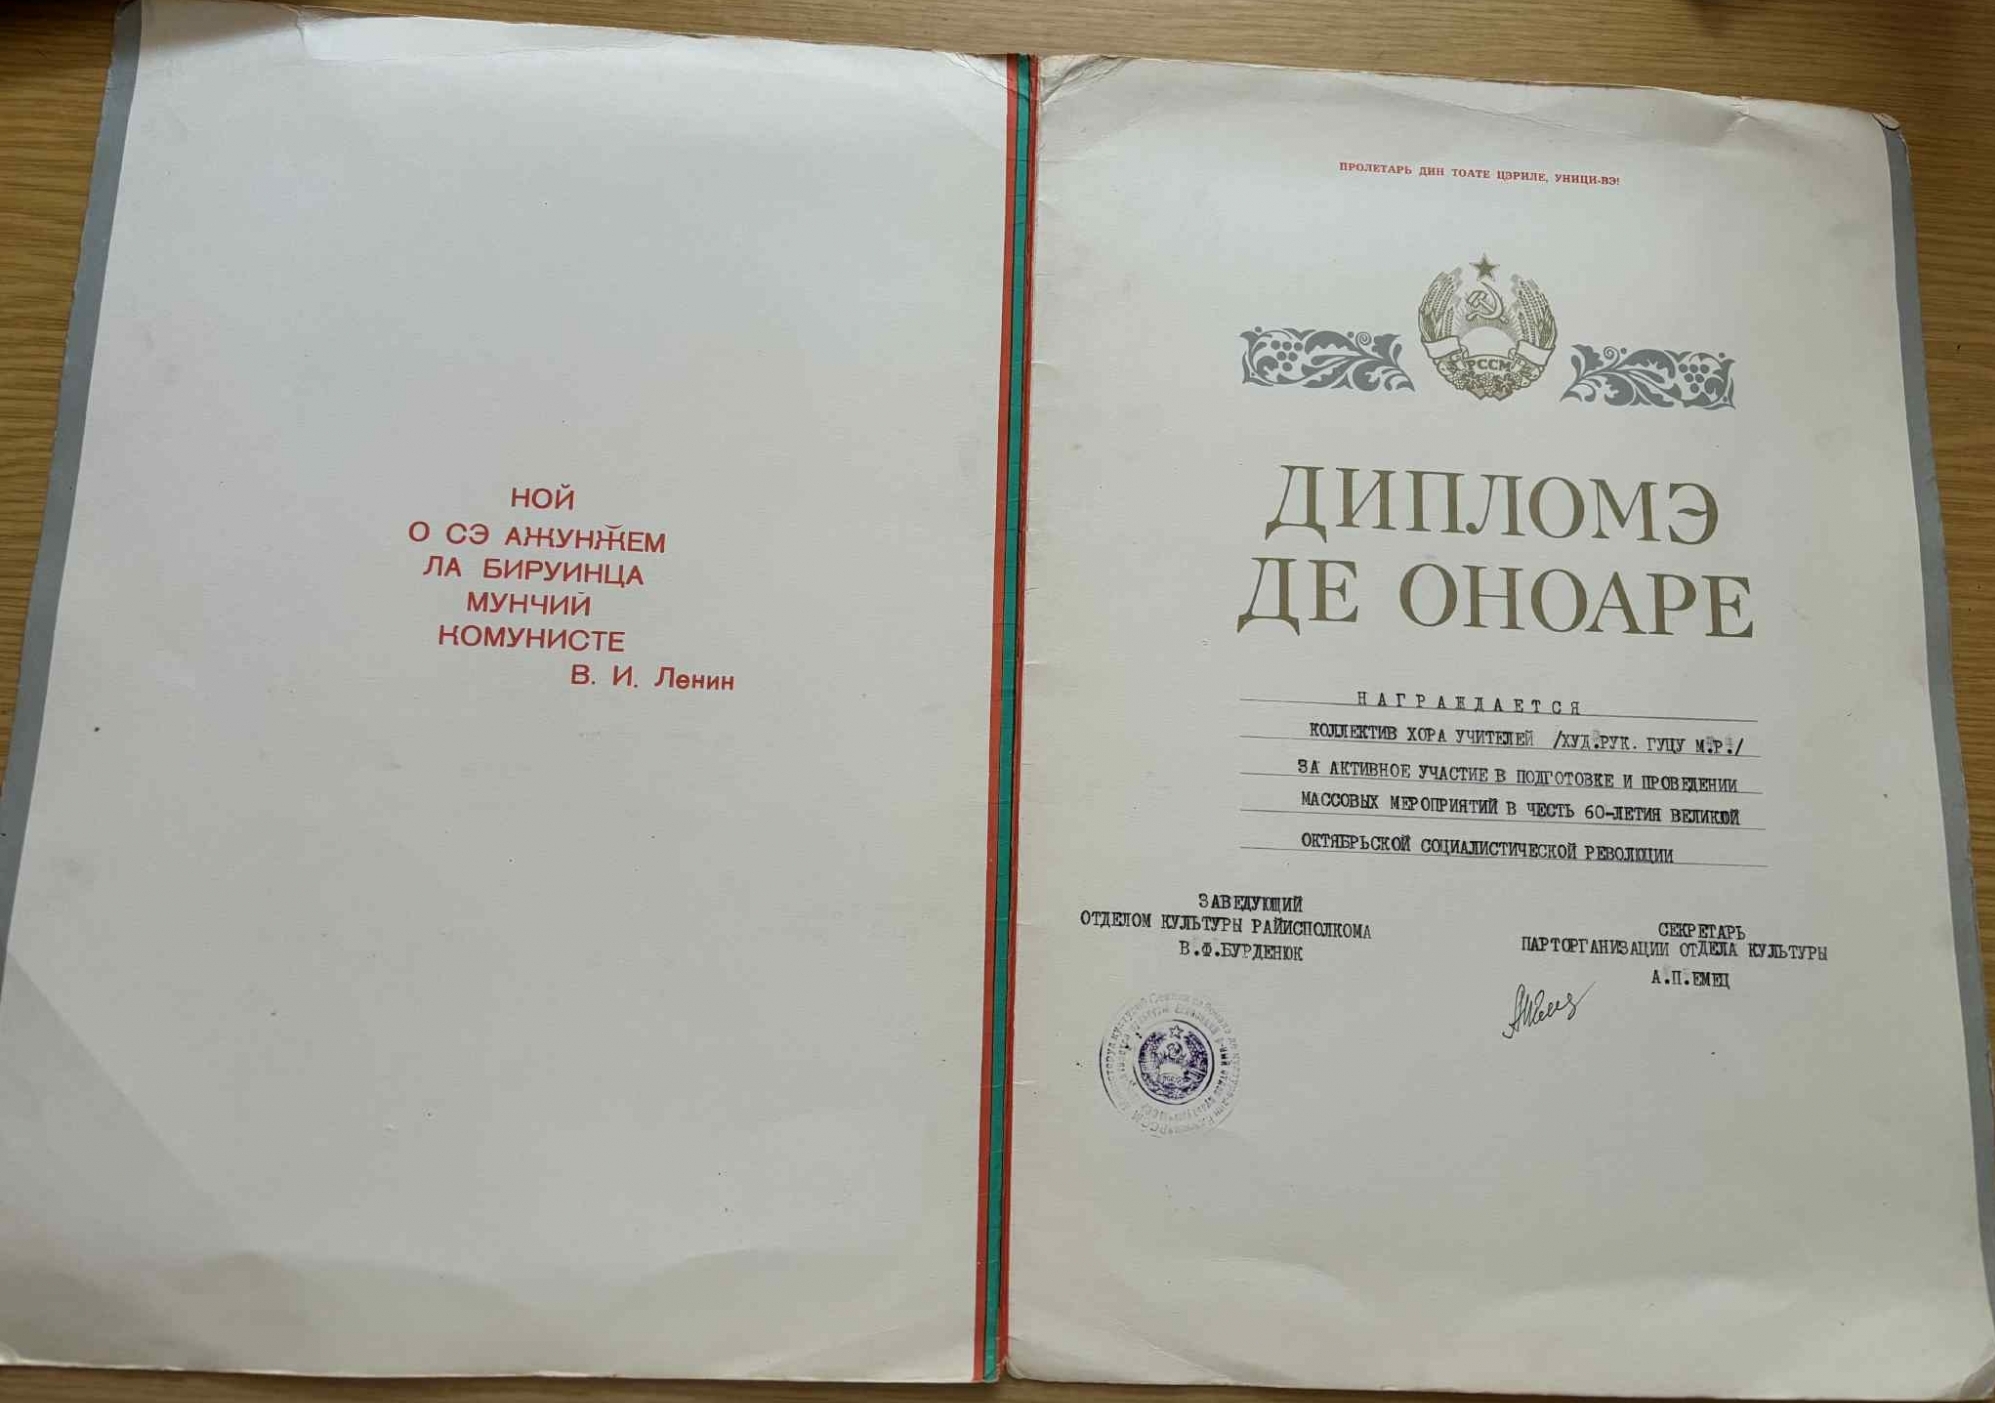 НОЙ
О СЭ АЖУНӁЕМ
ЛА БИРУИНЦА
МУНЧИЙ
КОМУНИСТЕ
В. И. Ленин
ПРОЛЕТАРЬ ДИН ТОАТЕ ЦЭРИЛЕ, УНИЦИ-ВЭ!
РССМ
ДИПЛОМЭ
ДЕ ОНОАРЕ
НАГРАЖДАЕТСЯ
КОЛЛЕКТИВ ХОРА УЧИТЕЛЕЙ /ХУД.РУК. ГУЦУ М.Р./
ЗА АКТИВНОЕ УЧАСТИЕ В ПОДГОТОВКЕ И ПРОВЕДЕНИИ
МАССОВЫХ МЕРОПРИЯТИЙ В ЧЕСТЬ 60-ЛЕТИЯ ВЕЛИКОЙ
ОКТЯБРЬСКОЙ СОЦИАЛИСТИЧЕСКОЙ РЕВОЛЮЦИИ
ЗАВЕДУЮЩИЙ
ОТДЕЛОМ КУЛЬТУРЫ РАЙИСПОЛКОМА
В.Ф.БУРДЕНЮК
СЕКРЕТАРЬ
ПАРТОРГАНИЗАЦИИ ОТДЕЛА КУЛЬТУРЫ
А.П.ЕМЕЦ